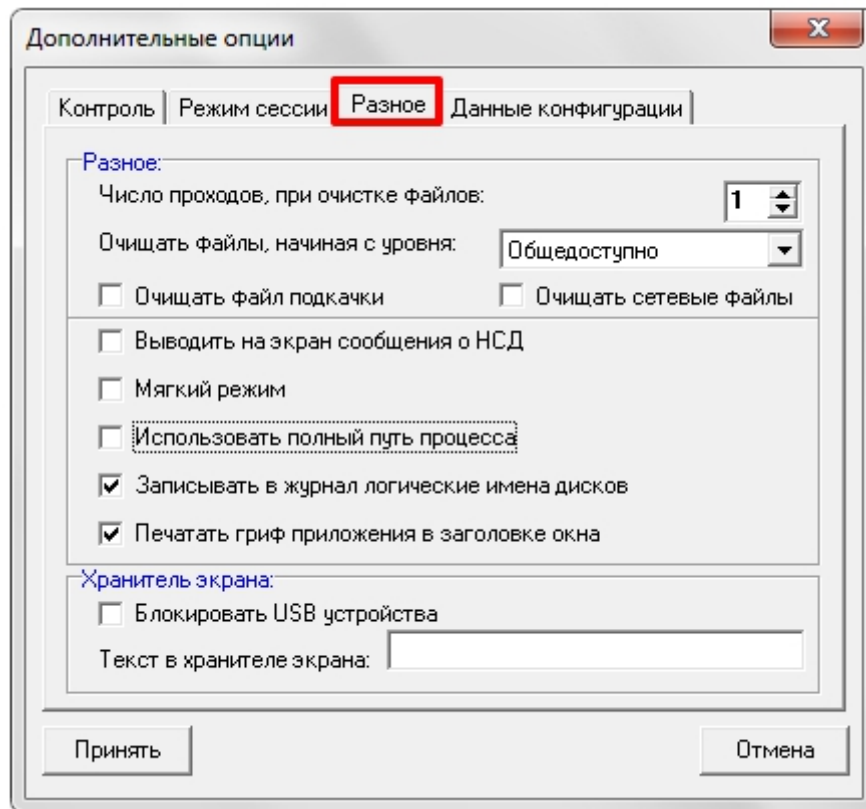 Дополнительные опции
Контроль Режим сессии Разное Данные конфигурации
Разное:
Число проходов, при очистке файлов: 1
Очищать файлы, начиная с уровня: Общедоступно
Очищать файл подкачки Очищать сетевые файлы
Выводить на экран сообщения о НСД
Мягкий режим
Использовать полный путь процесса
Записывать в журнал логические имена дисков
Печатать гриф приложения в заголовке окна
Хранитель экрана:
Блокировать USB устройства
Текст в хранителе экрана:
Принять Отмена